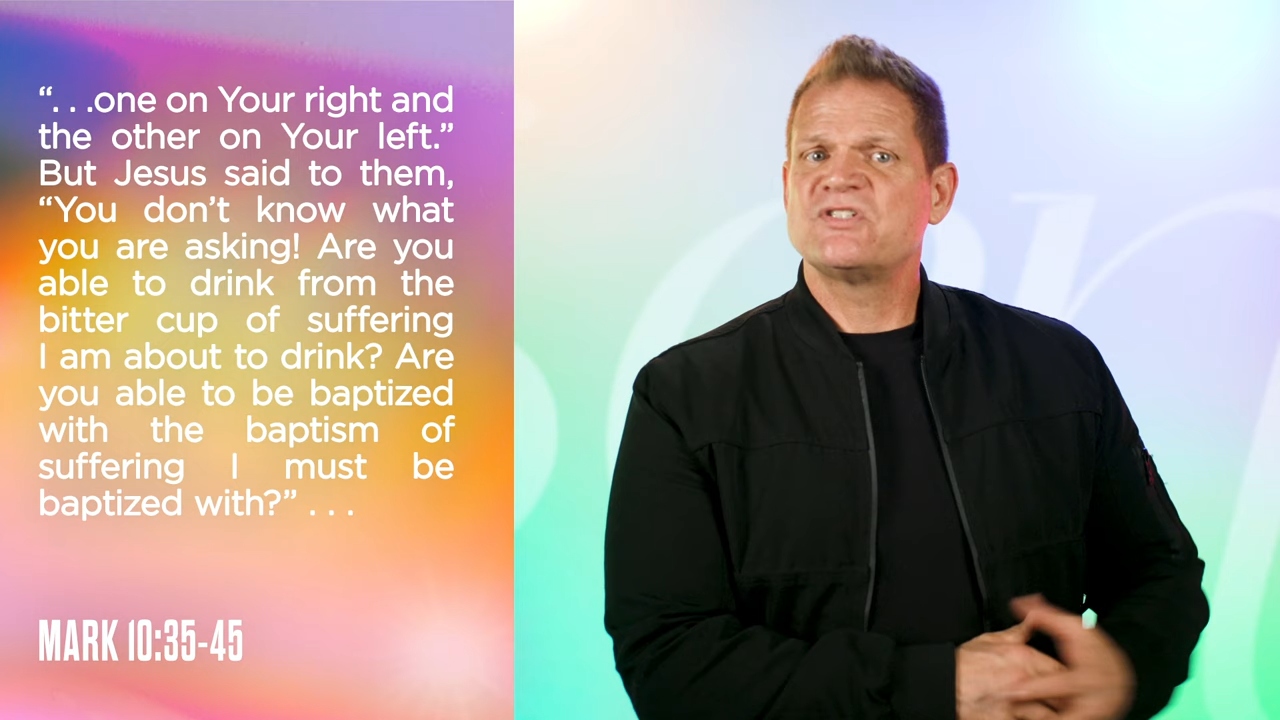 “. . .one on Your right and
the other on Your left.”
But Jesus said to them,
“You don’t know what
you are asking! Are you
able to drink from the
bitter cup of suffering
I am about to drink? Are
you able to be baptized
with the baptism of
suffering I must be
baptized with?” . . .
MARK 10:35-45